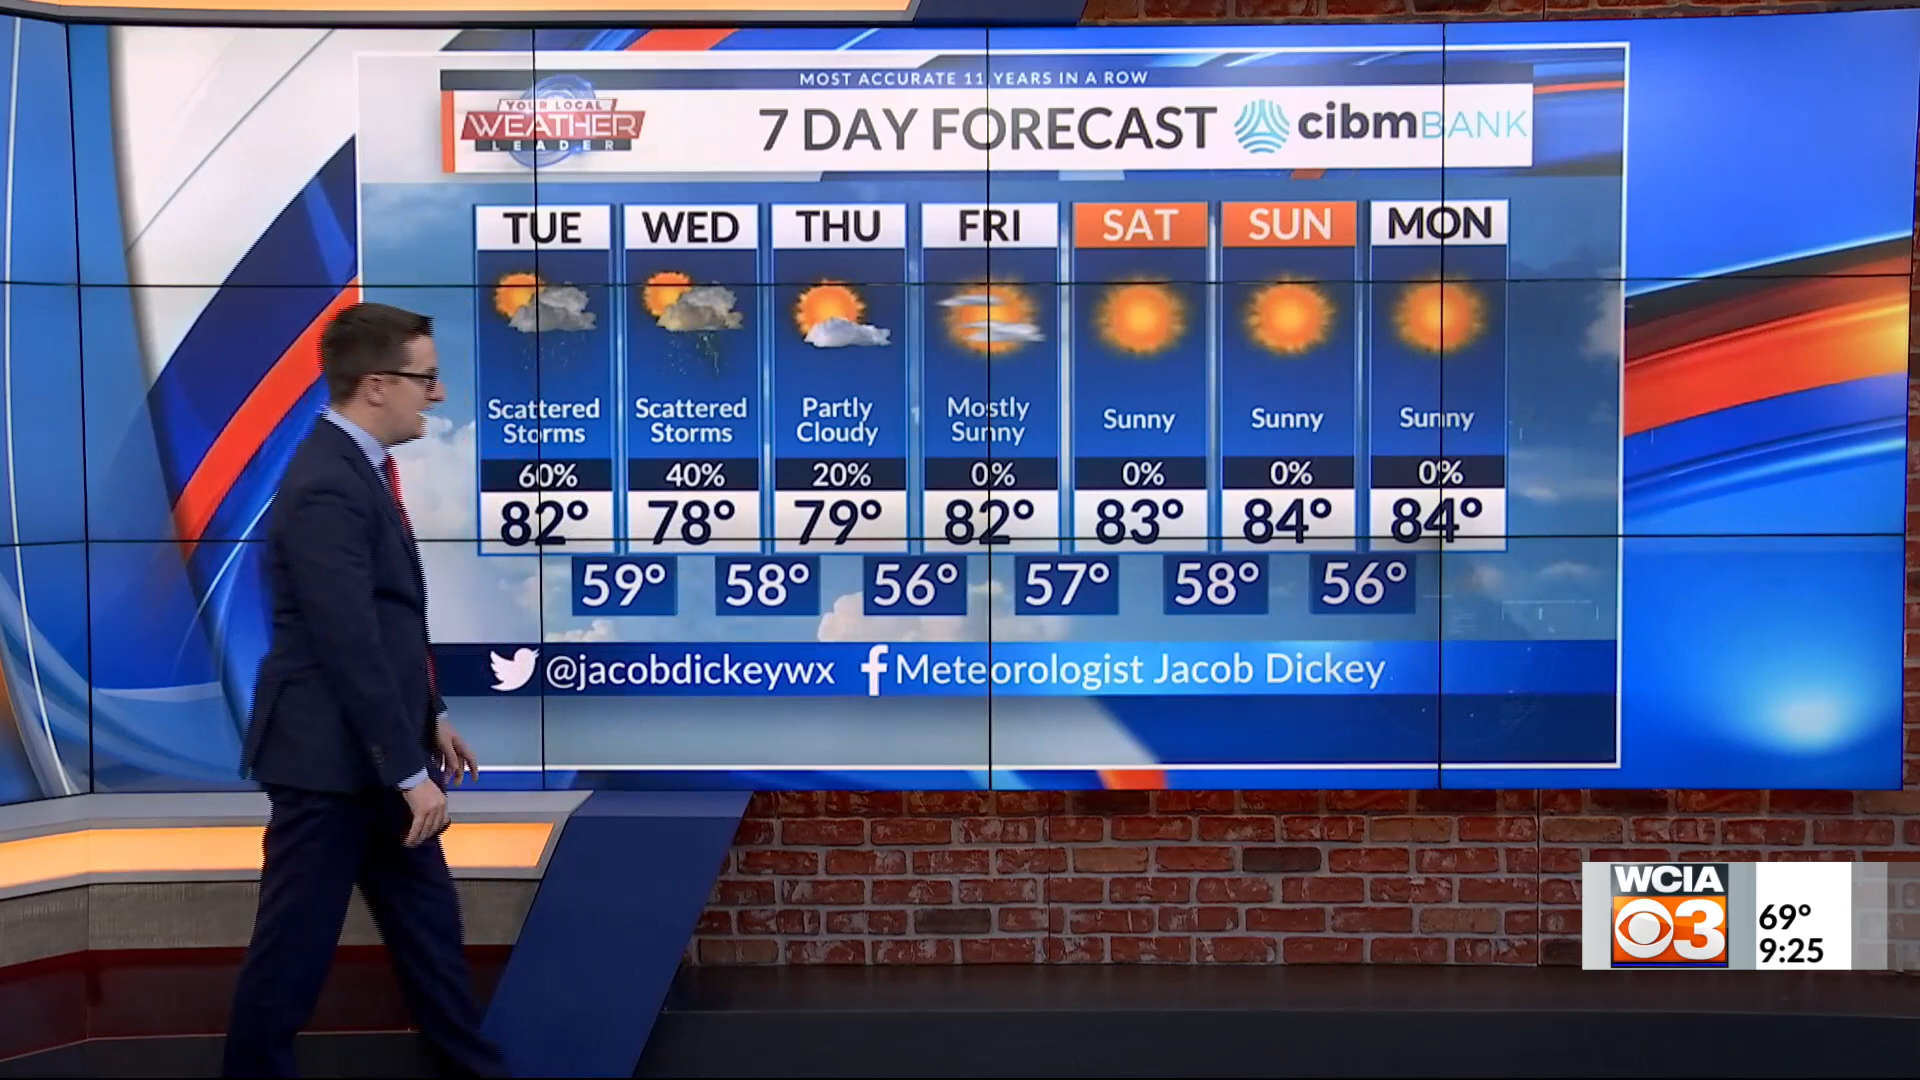 MOST ACCURATE 11 YEARS IN A ROW
YOUR LOCAL
WEATHER
LEADER
7 DAY FORECAST
cibmBANK
TUE WED THU FRI SAT SUN MON
Scattered Storms Scattered Storms Partly Cloudy Mostly Sunny Sunny Sunny Sunny
60% 40% 20% 0% 0% 0% 0%
82° 78° 79° 82° 83° 84° 84°
59° 58° 56° 57° 58° 56°
@jacobdickeywx f Meteorologist Jacob Dickey
WCIA
3
69°
9:25